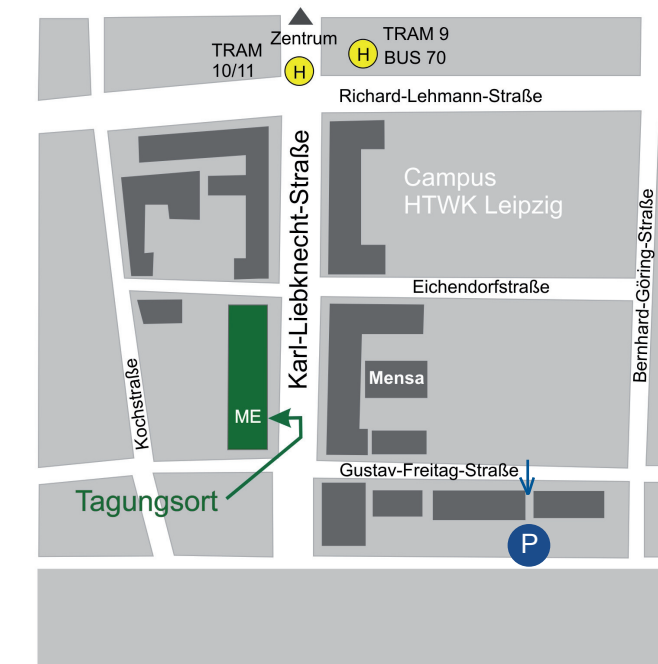 Zentrum
TRAM
10/11
H
H
TRAM 9
BUS 70
Richard-Lehmann-Straße
Karl-Liebknecht-Straße
Campus
HTWK Leipzig
Bernhard-Göring-Straße
Eichendorfstraße
Kochstraße
ME
Mensa
Tagungsort
Gustav-Freitag-Straße
P